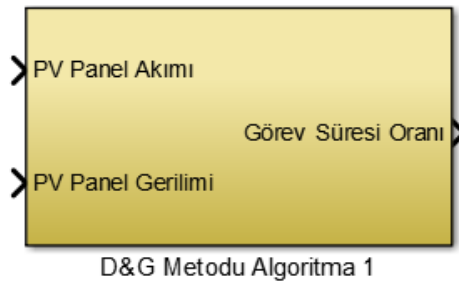 PV Panel Akımı
Görev Süresi Oranı
PV Panel Gerilimi
D&G Metodu Algoritma 1